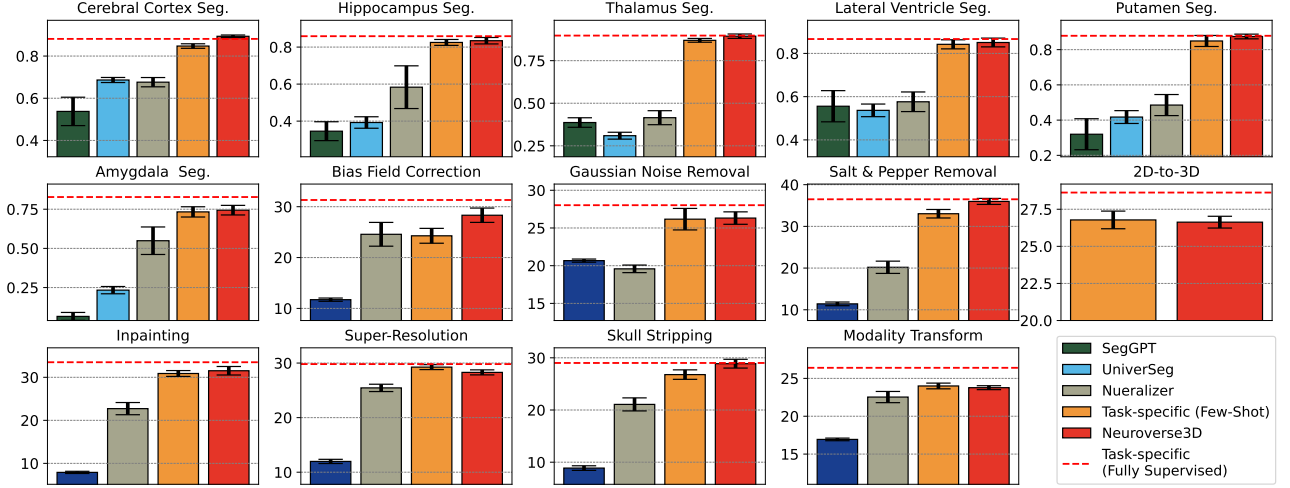 Cerebral Cortex Seg.
0.8
0.6
0.4
Hippocampus Seg.
0.8
0.6
0.4
Thalamus Seg.
0.75
0.50
0.25
Lateral Ventricle Seg.
0.8
0.6
0.4
Putamen Seg.
0.8
0.6
0.4
0.2
Amygdala Seg.
0.75
0.50
0.25
Bias Field Correction
30
20
10
Gaussian Noise Removal
30
25
20
15
Salt & Pepper Removal
40
30
20
10
2D-to-3D
27.5
25.0
22.5
20.0
Inpainting
30
20
10
Super-Resolution
30
20
10
Skull Stripping
30
20
10
Modality Transform
25
20
15
SegGPT
UniverSeg
Nueralizer
Task-specific (Few-Shot)
Neuroverse3D
Task-specific
(Fully Supervised)